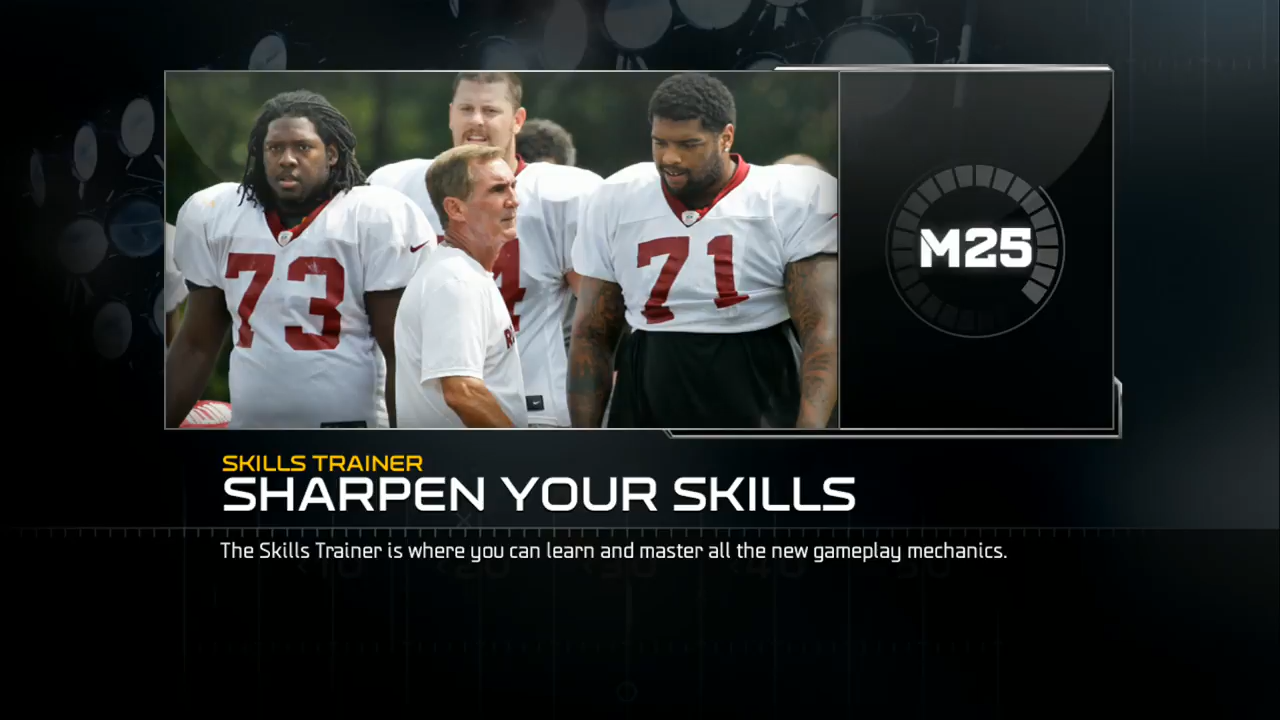 73
71
M25
SKILLS TRAINER
SHARPEN YOUR SKILLS
The Skills Trainer is where you can learn and master all the new gameplay mechanics.